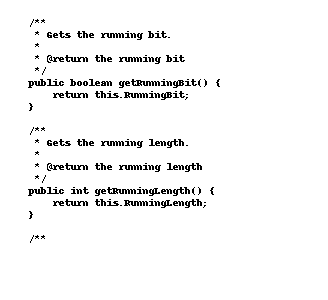 /**
 * Gets the running bit.
 *
 * @return the running bit
 */
public boolean getRunningBit() {
    return this.RunningBit;
}

/**
 * Gets the running length.
 *
 * @return the running length
 */
public int getRunningLength() {
    return this.RunningLength;
}

/**